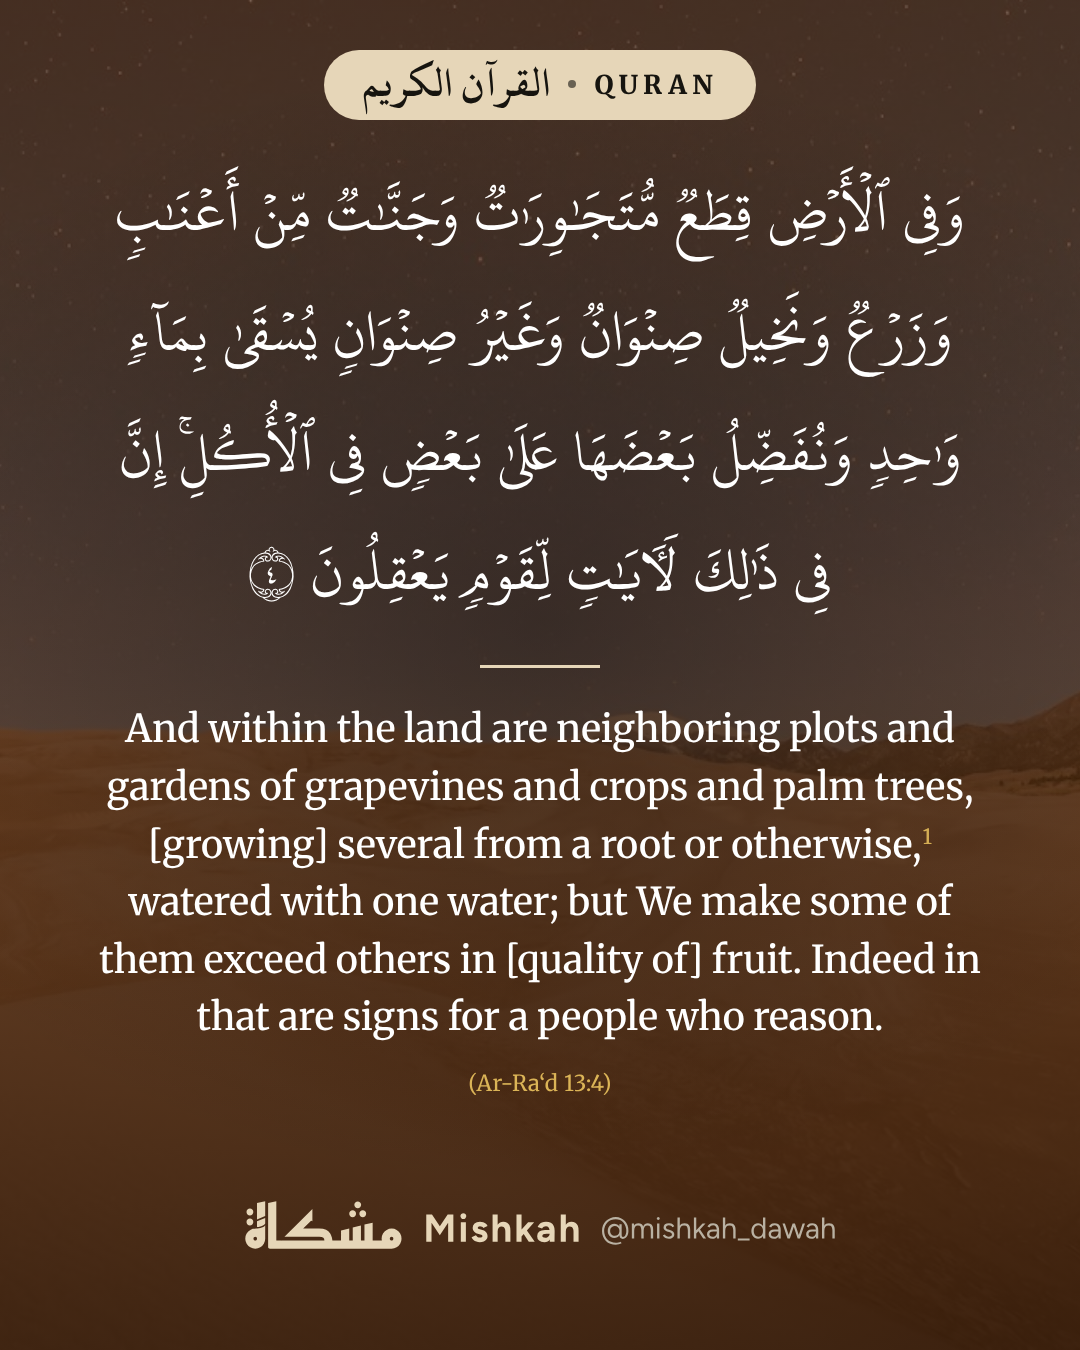 القرآن الكريم • QURAN
وَفِى ٱلْأَرْضِ قِطَعٌ مُّتَجَـٰوِرَٰتٌ وَجَنَّـٰتٌ مِّنْ أَعْنَـٰبٍ
وَزَرْعٌ وَنَخِيلٌ صِنْوَانٌ وَغَيْرُ صِنْوَانٍ يُسْقَىٰ بِمَآءٍ
وَٰحِدٍ وَنُفَضِّلُ بَعْضَهَا عَلَىٰ بَعْضٍ فِى ٱلْأُكُلِ ۚ إِنَّ
فِى ذَٰلِكَ لَـَٔايَـٰتٍ لِّقَوْمٍ يَعْقِلُونَ ٤
And within the land are neighboring plots and
gardens of grapevines and crops and palm trees,
[growing] several from a root or otherwise,1
watered with one water; but We make some of
them exceed others in [quality of] fruit. Indeed in
that are signs for a people who reason.
(Ar-Ra‘d 13:4)
مشكاة Mishkah @mishkah_dawah